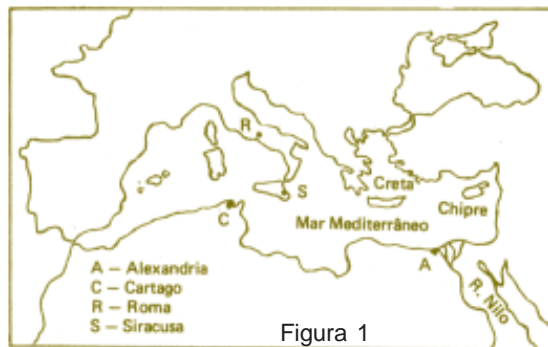 R
S
C
Creta
Chipre
Mar Mediterrâneo
A
R. Nilo
A – Alexandria
C – Cartago
R – Roma
S – Siracusa
Figura 1